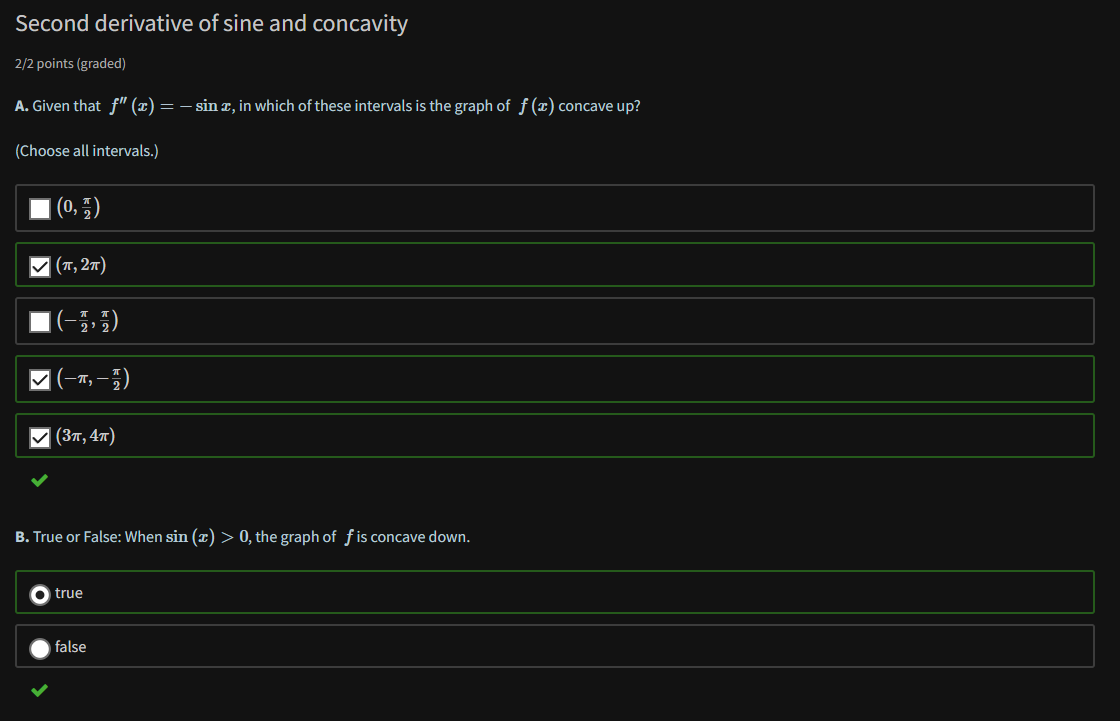 Second derivative of sine and concavity
2/2 points (graded)
A. Given that f″(x) = − sin x, in which of these intervals is the graph of f(x) concave up?
(Choose all intervals.)
(0, π/2)
(π, 2π)
(−π/2, π/2)
(−π, −π/2)
(3π, 4π)
B. True or False: When sin(x) > 0, the graph of f is concave down.
true
false